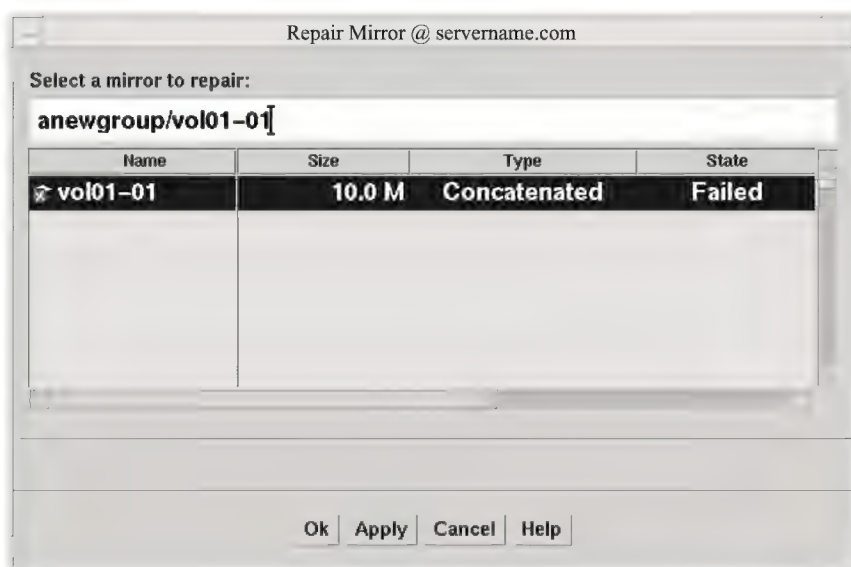 Repair Mirror @ servername.com
Select a mirror to repair:
anewgroup/vol01-01
Name Size Type State
vol01-01 10.0 M Concatenated Failed
Ok Apply Cancel Help